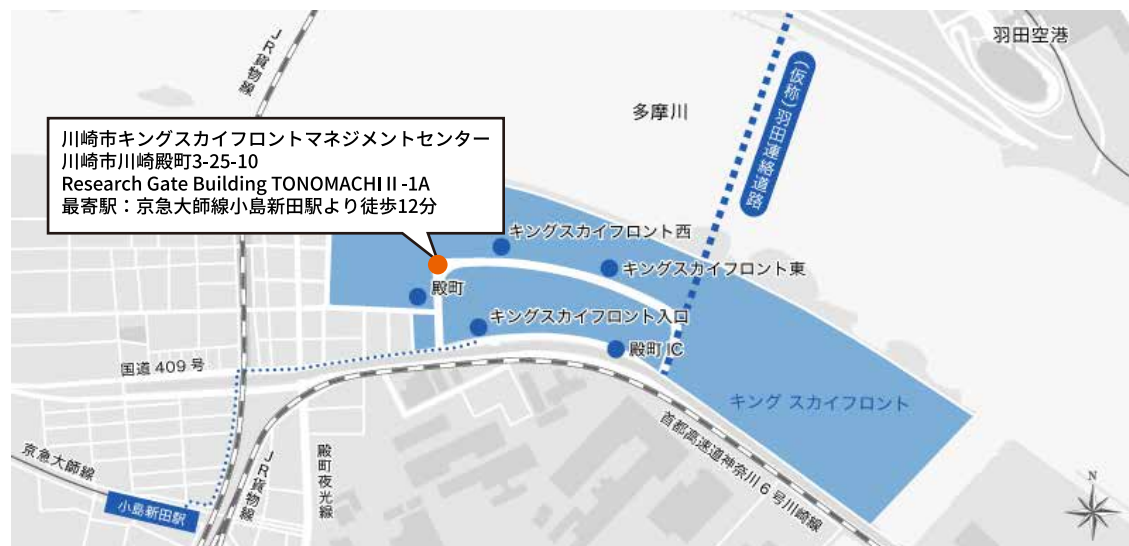 羽田空港
JR貨物線
(仮称)羽田連絡道路
多摩川
川崎市キングスカイフロントマネジメントセンター
川崎市川崎殿町3-25-10
Research Gate Building TONOMACHIⅡ-1A
最寄駅：京急大師線小島新田駅より徒歩12分
キングスカイフロント西
キングスカイフロント東
殿町
キングスカイフロント入口
殿町 IC
国道 409 号
キング スカイフロント
首都高速道神奈川 6 号川崎線
殿町夜光線
JR貨物線
京急大師線
小島新田駅
N